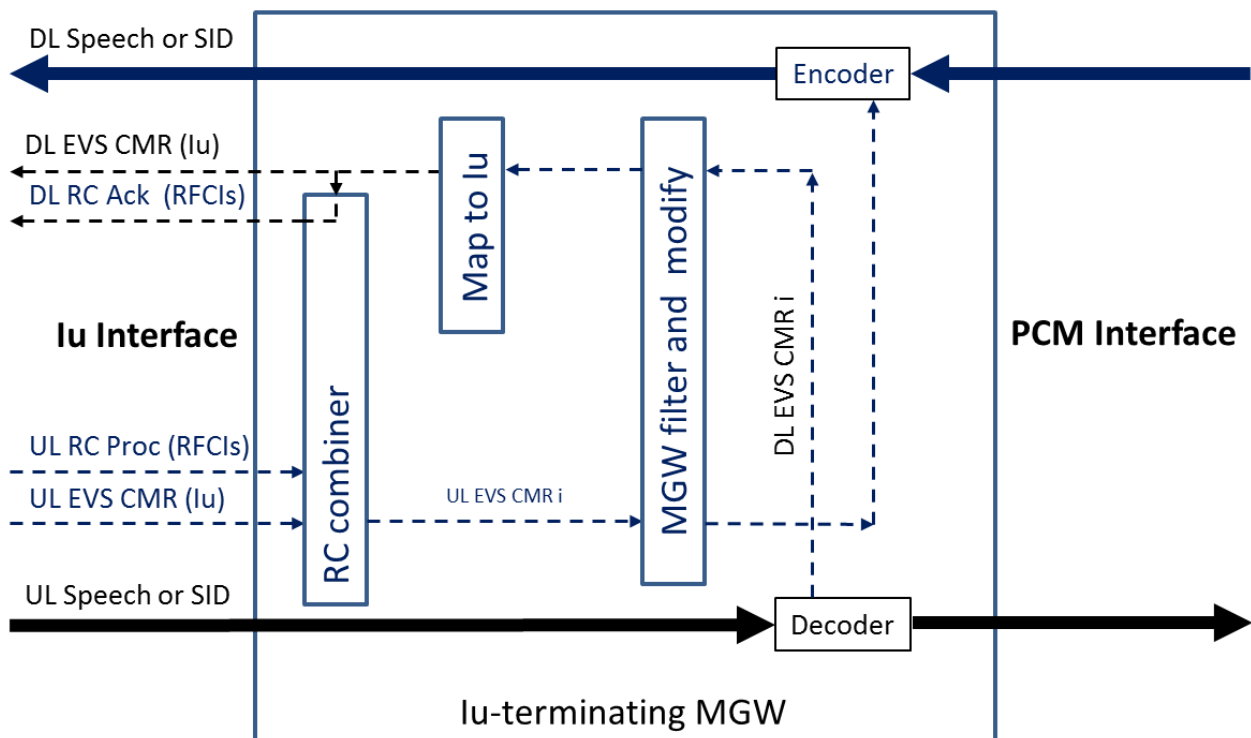 DL Speech or SID
Encoder
DL EVS CMR (Iu)
DL RC Ack (RFCIs)
Map to Iu
MGW filter and modify
DL EVS CMR i
Iu Interface
PCM Interface
RC combiner
UL RC Proc (RFCIs)
UL EVS CMR (Iu)
UL EVS CMR i
UL Speech or SID
Decoder
Iu-terminating MGW